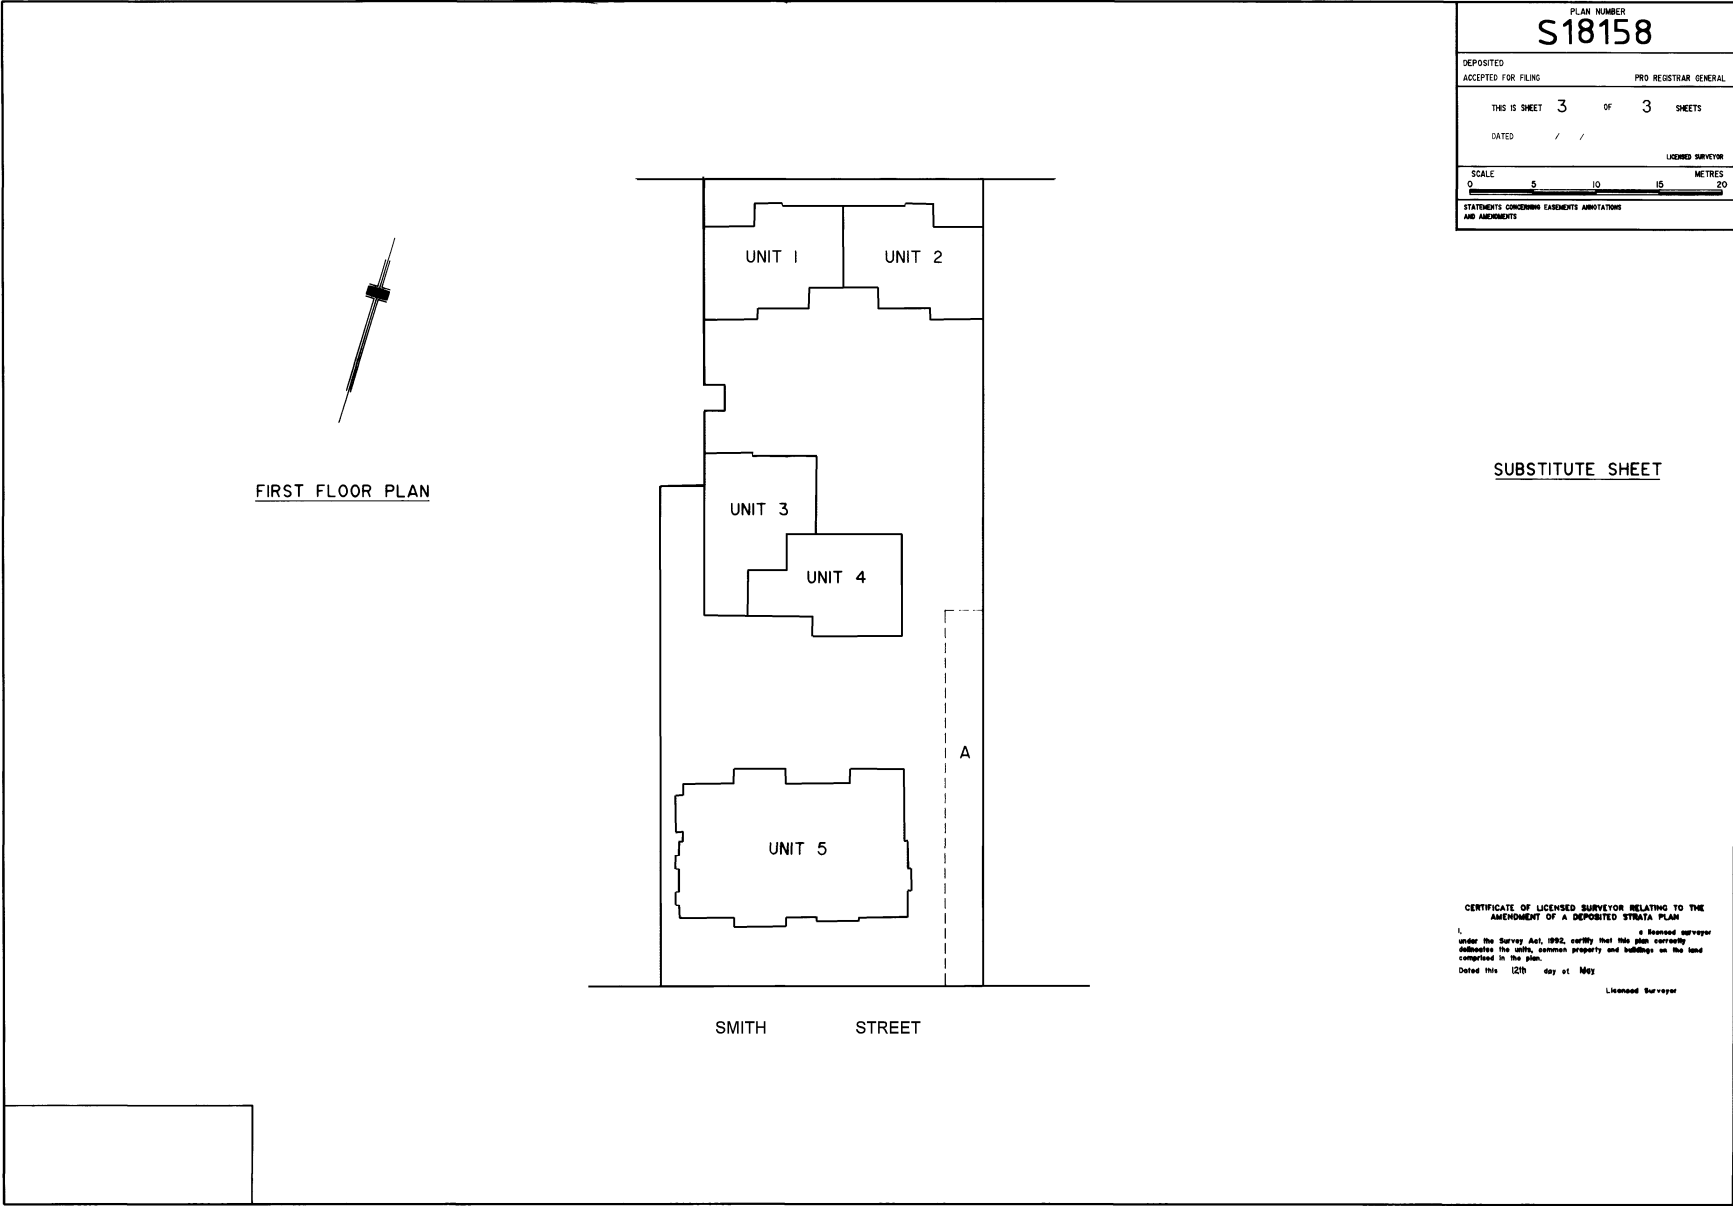 PLAN NUMBER
S18158
DEPOSITED
ACCEPTED FOR FILING PRO REGISTRAR GENERAL
THIS IS SHEET 3 OF 3 SHEETS
DATED / /
LICENSED SURVEYOR
SCALE METRES
0 5 10 15 20
STATEMENTS CONCERNING EASEMENTS ANNOTATIONS
AND AMENDMENTS
UNIT 1 UNIT 2
FIRST FLOOR PLAN
SUBSTITUTE SHEET
UNIT 3
UNIT 4
A
UNIT 5
CERTIFICATE OF LICENSED SURVEYOR RELATING TO THE
AMENDMENT OF A DEPOSITED STRATA PLAN
I, a licensed surveyor
under the Survey Act, 1992, certify that this plan correctly
delineates the units, common property and buildings on the land
comprised in the plan.
Dated this 12th day of May
Licensed Surveyor
SMITH STREET